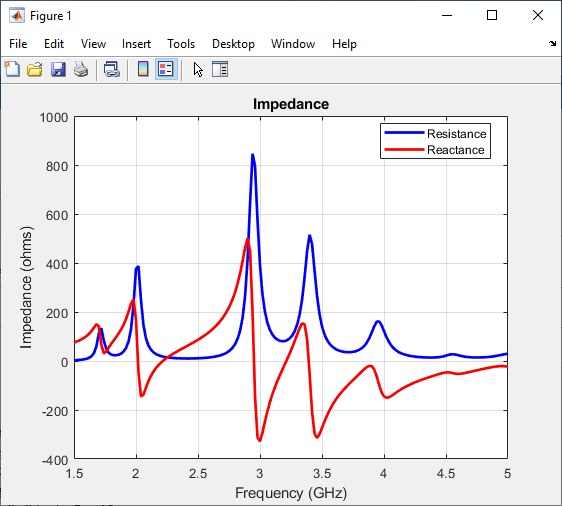 Figure 1
File Edit View Insert Tools Desktop Window Help
Impedance
Resistance
Reactance
Impedance (ohms)
1000
800
600
400
200
0
-200
-400
1.5 2 2.5 3 3.5 4 4.5 5
Frequency (GHz)